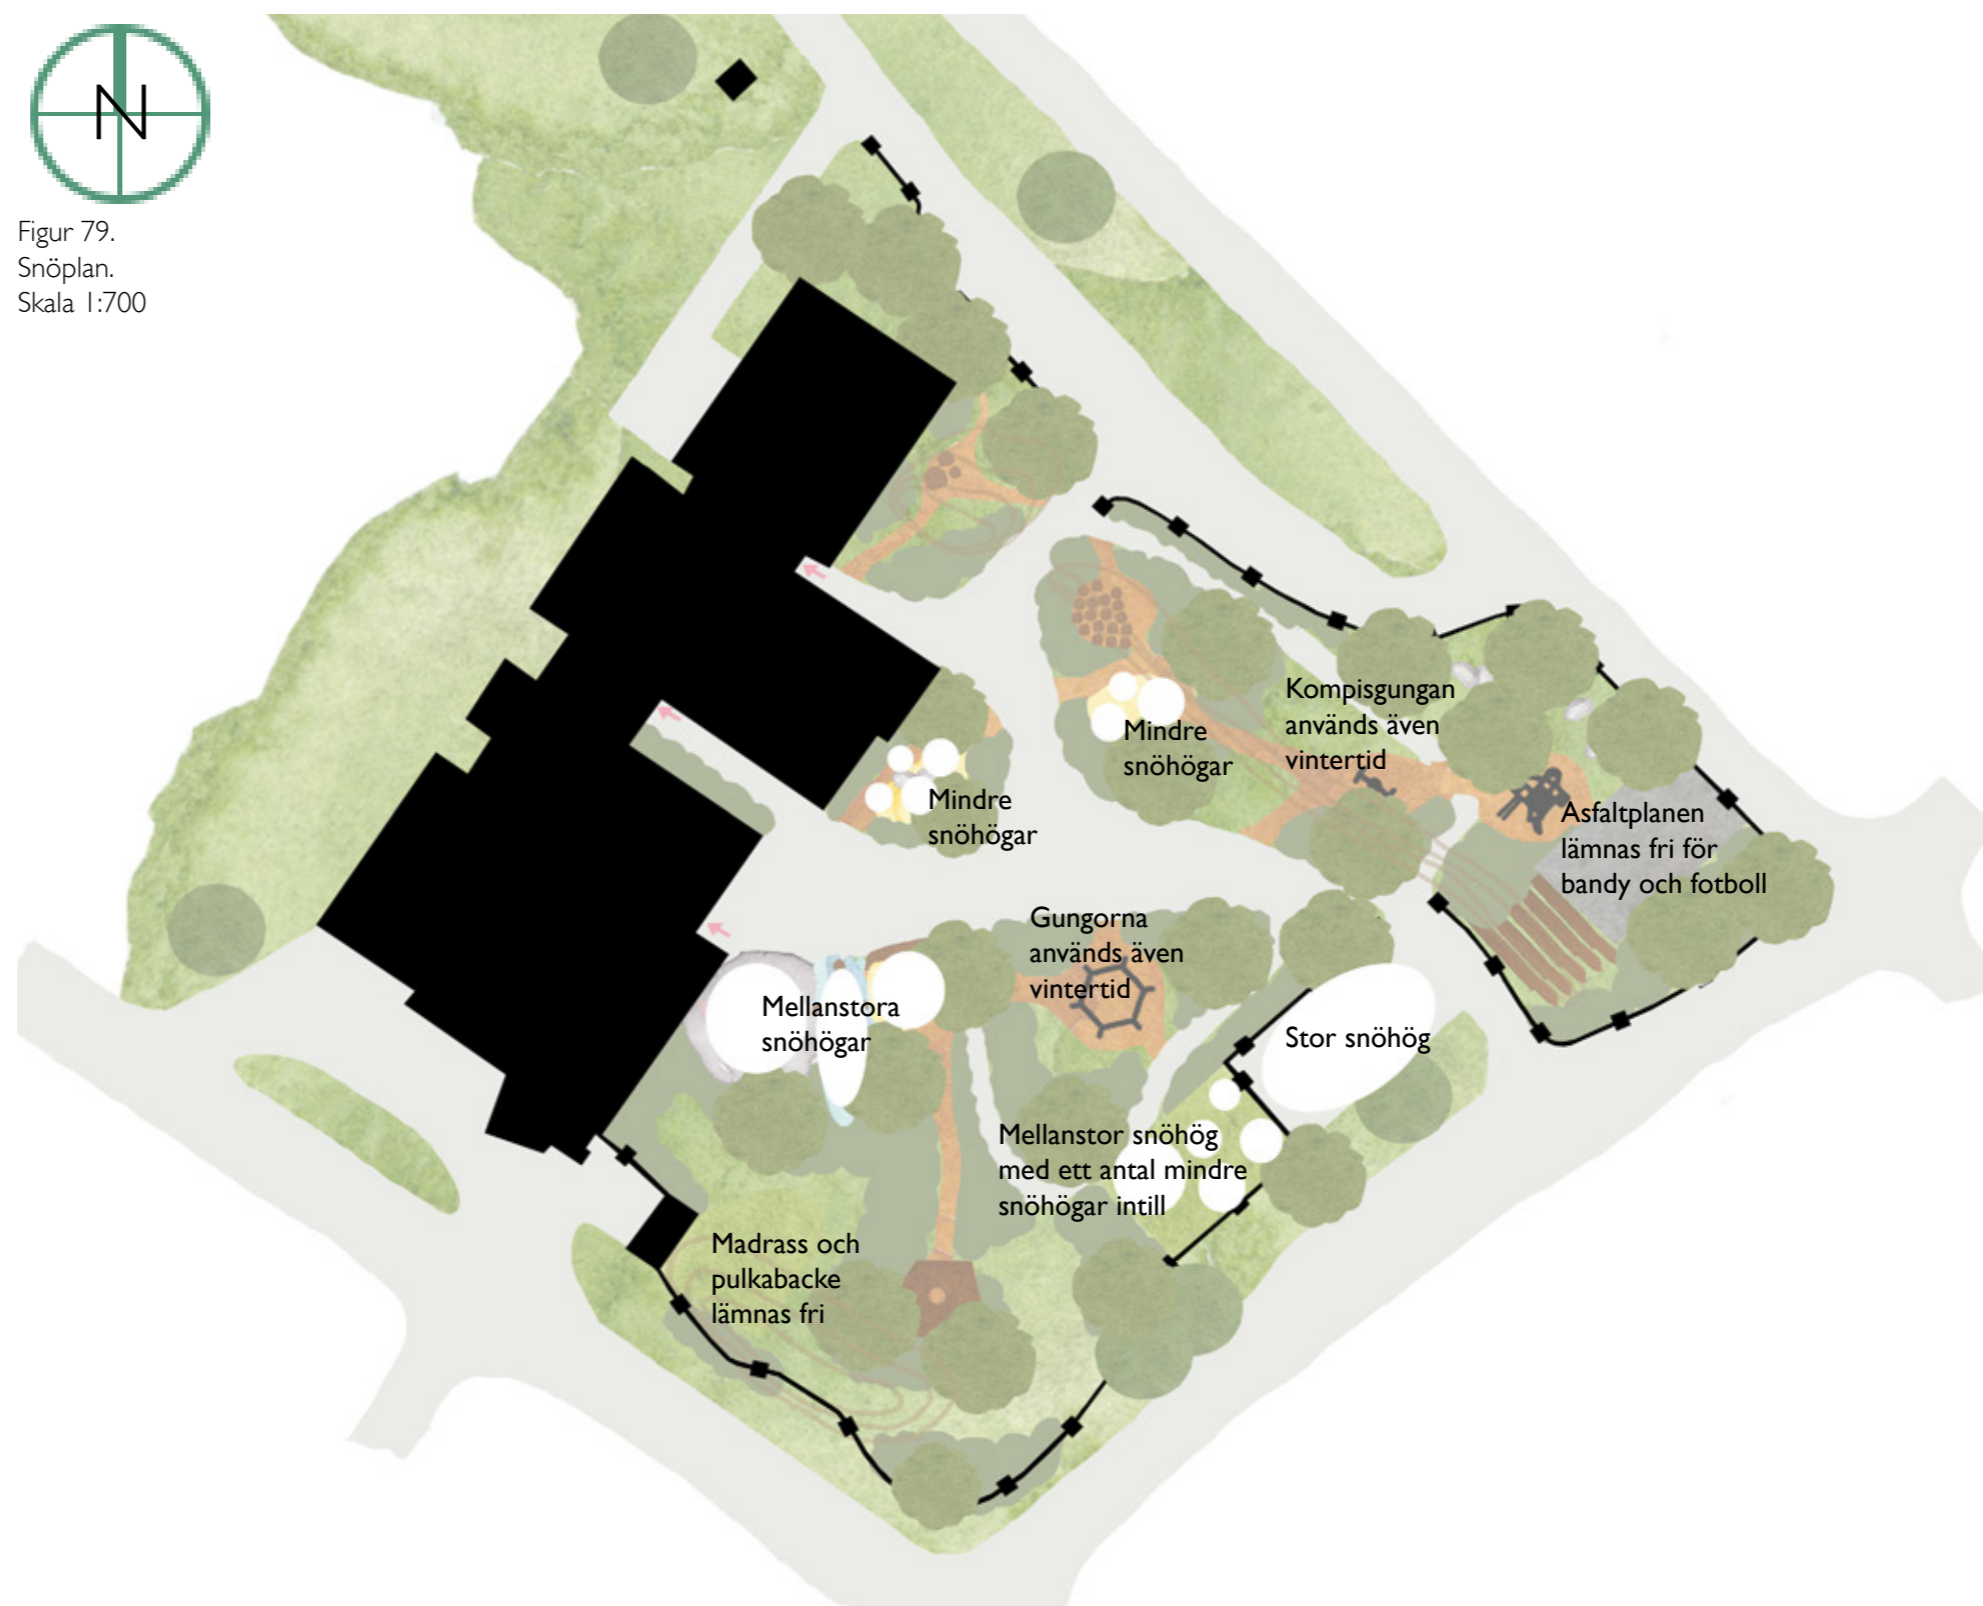 N
Figur 79.
Snöplan.
Skala 1:700
Kompisgungan
används även
vintertid
Mindre
snöhögar
Mindre
snöhögar
Asfaltplanen
lämnas fri för
bandy och fotboll
Gungorna
används även
vintertid
Mellanstora
snöhögar
Stor snöhög
Mellanstor snöhög
med ett antal mindre
snöhögar intill
Madrass och
pulkabacke
lämnas fri